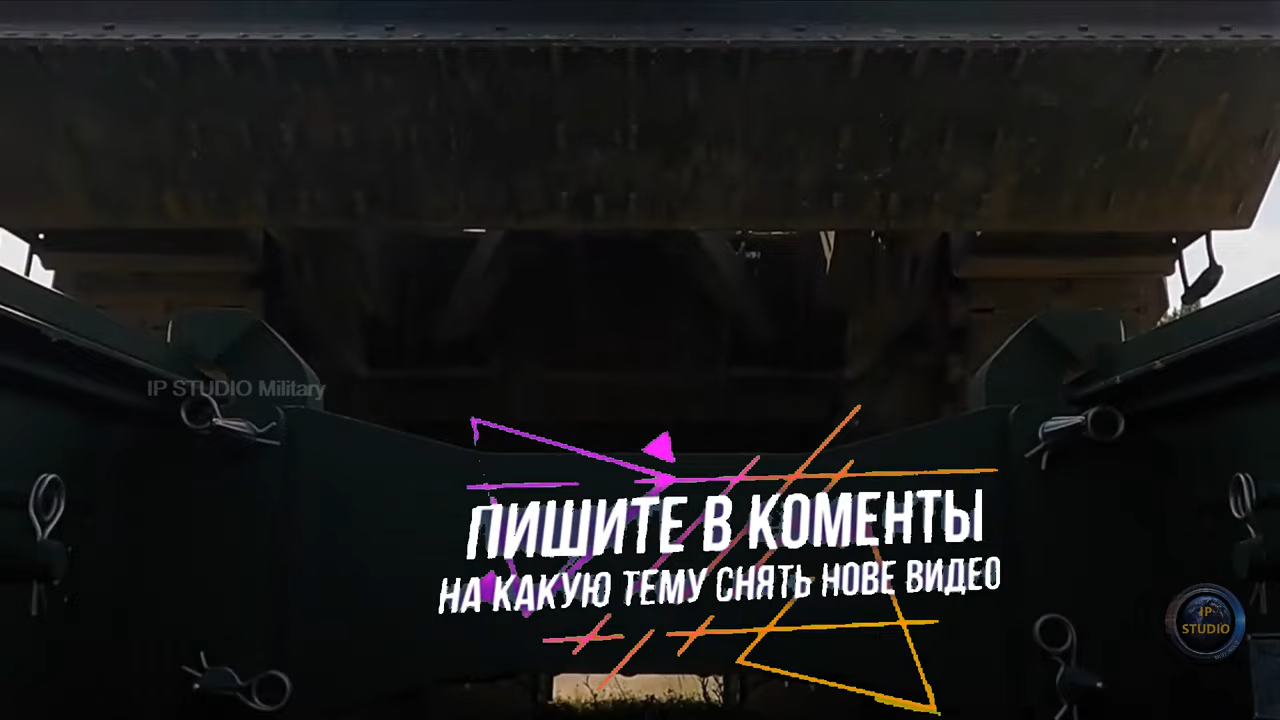 IP STUDIO Military
ПИШИТЕ В КОМЕНТЫ
НА КАКУЮ ТЕМУ СНЯТЬ НОВЕ ВИДЕО
IP
STUDIO